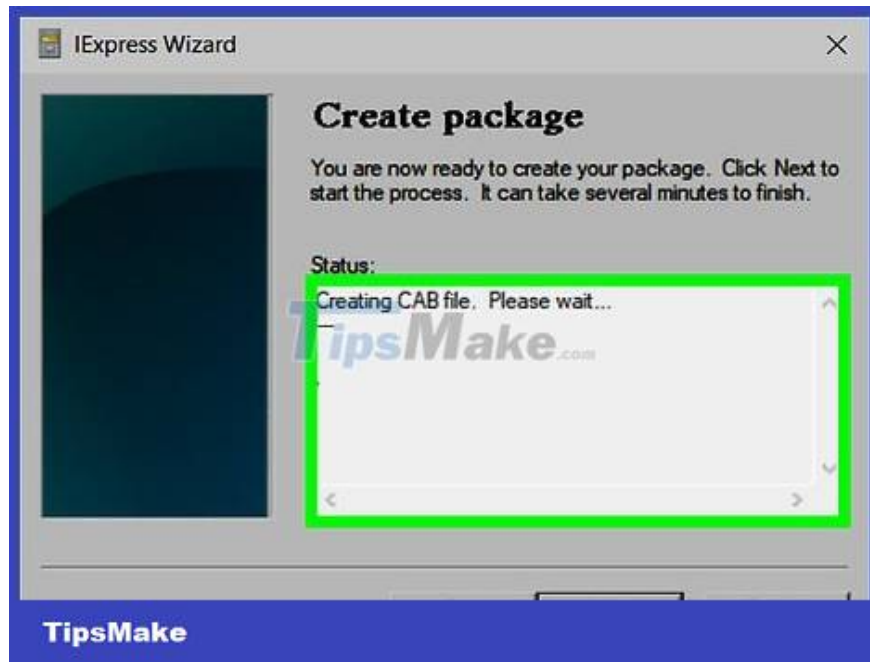 IExpress Wizard
Create package
You are now ready to create your package. Click Next to
start the process. It can take several minutes to finish.
Status:
Creating CAB file. Please wait...
TipsMake.com
TipsMake